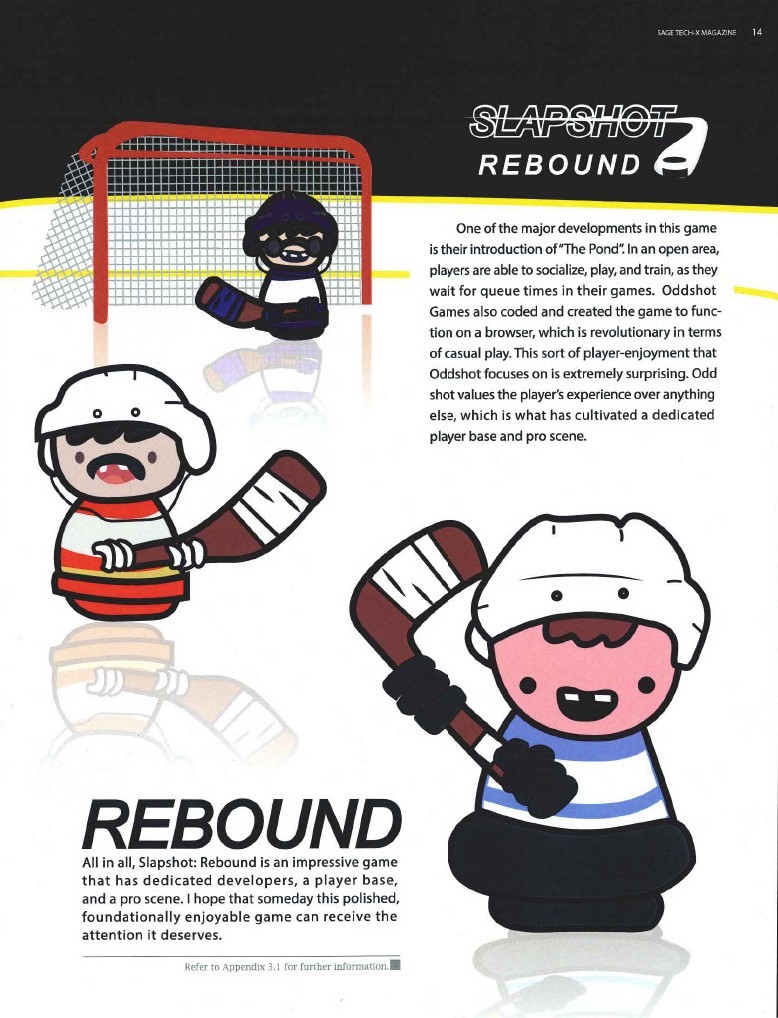 SAGE TECH-X MAGAZINE 14
SLAPSHOT
REBOUND
One of the major developments in this game
is their introduction of "The Pond". In an open area,
players are able to socialize, play, and train, as they
wait for queue times in their games. Oddshot
Games also coded and created the game to func-
tion on a browser, which is revolutionary in terms
of casual play. This sort of player-enjoyment that
Oddshot focuses on is extremely surprising. Odd
shot values the player's experience over anything
else, which is what has cultivated a dedicated
player base and pro scene.
REBOUND
All in all, Slapshot: Rebound is an impressive game
that has dedicated developers, a player base,
and a pro scene. I hope that someday this polished,
foundationally enjoyable game can receive the
attention it deserves.
Refer to Appendix 3.1 for further information.